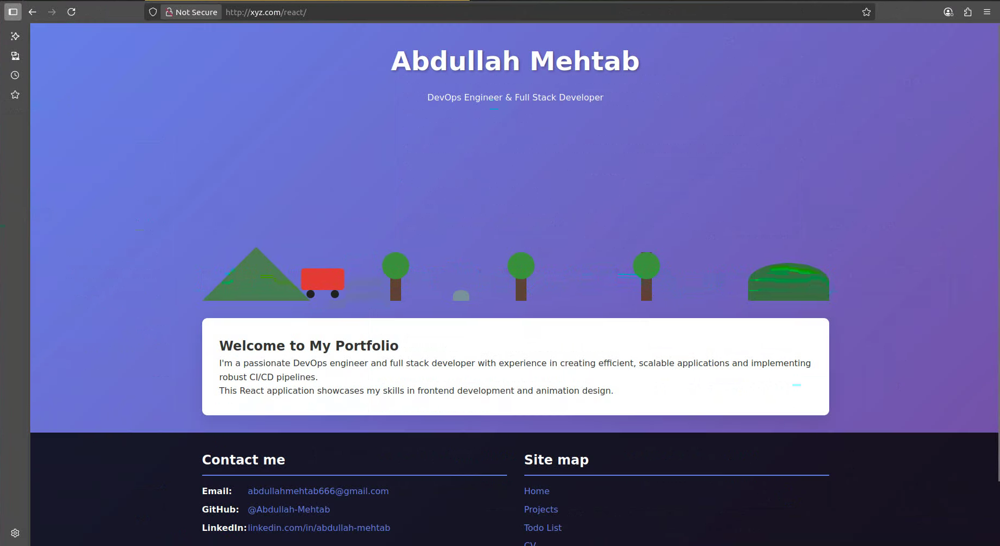 Not Secure http://xyz.com/react/
Abdullah Mehtab
DevOps Engineer & Full Stack Developer
Welcome to My Portfolio
I'm a passionate DevOps engineer and full stack developer with experience in creating efficient, scalable applications and implementing
robust CI/CD pipelines.
This React application showcases my skills in frontend development and animation design.
Contact me
Email: abdullahmehtab666@gmail.com
GitHub: @Abdullah-Mehtab
LinkedIn: linkedin.com/in/abdullah-mehtab
Site map
Home
Projects
Todo List
CV